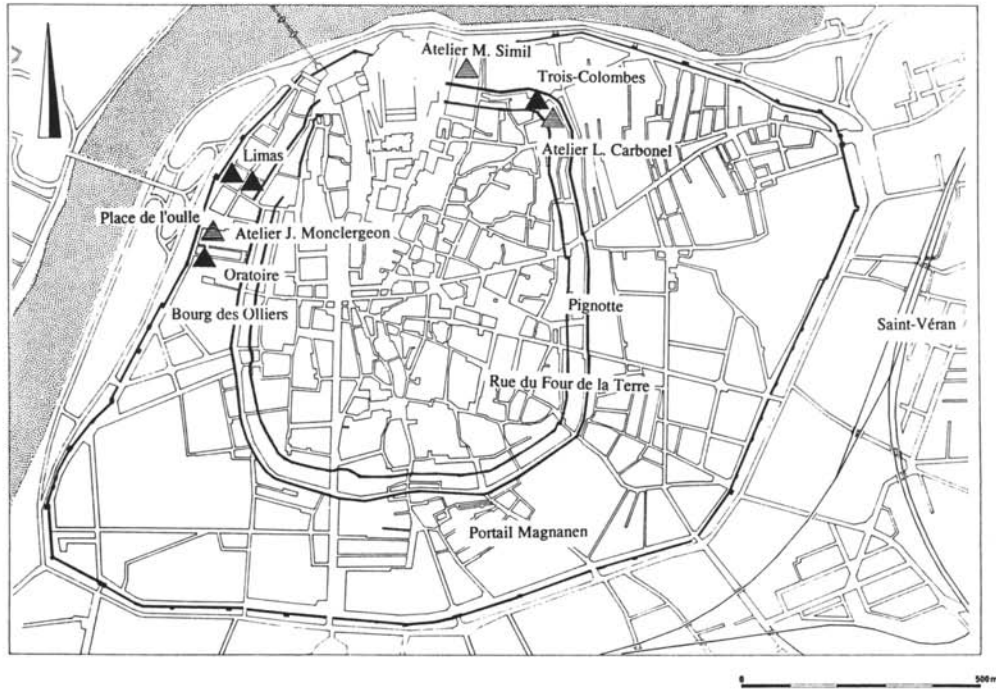 Atelier M. Simil
Trois-Colombes
Atelier L. Carbonel
Limas
Place de l'oulle
Atelier J. Monclergeon
Oratoire
Bourg des Olliers
Pignotte
Saint-Véran
Rue du Four de la Terre
Portail Magnanen
0 500m